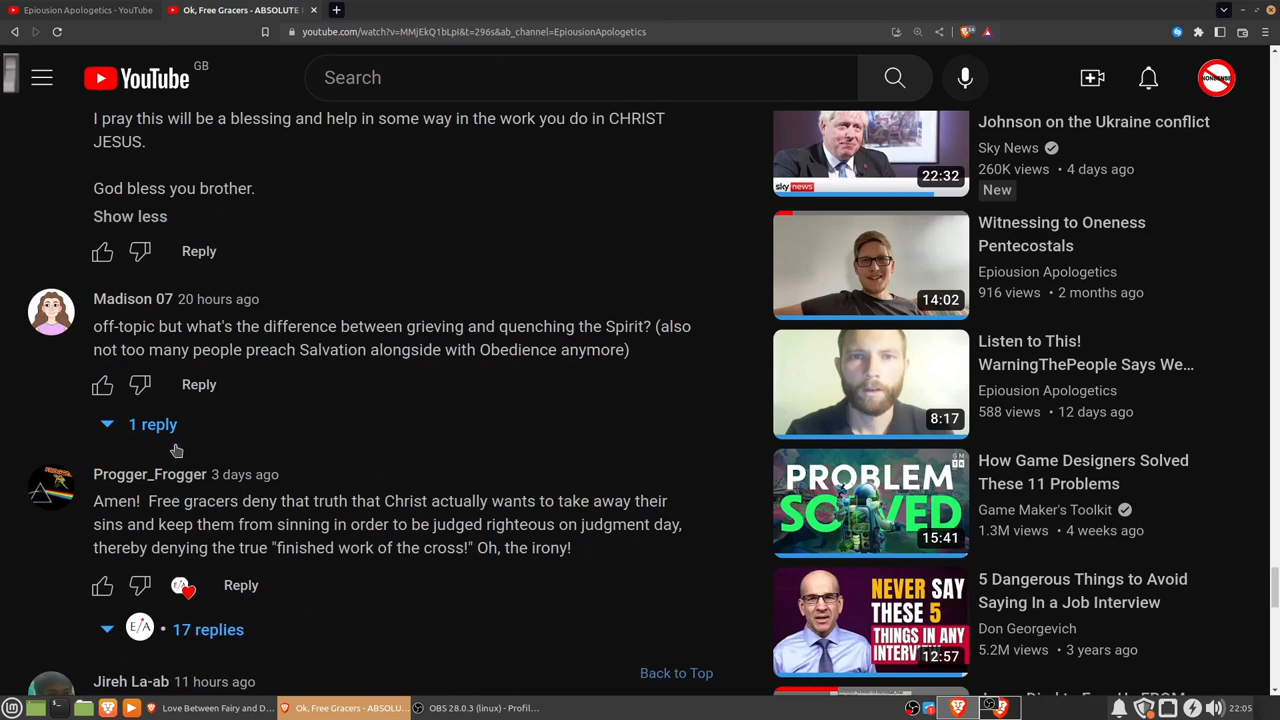 Epiousion Apologetics - YouTube
Ok, Free Gracers - ABSOLUTE
youtube.com/watch?v=MMjEkQ1bLpI&t=296s&ab_channel=EpiousionApologetics
YouTube GB
Search
I pray this will be a blessing and help in some way in the work you do in CHRIST
JESUS.
God bless you brother.
Show less
Reply
Madison 07 20 hours ago
off-topic but what's the difference between grieving and quenching the Spirit? (also
not too many people preach Salvation alongside with Obedience anymore)
Reply
1 reply
Progger_Frogger 3 days ago
Amen! Free gracers deny that truth that Christ actually wants to take away their
sins and keep them from sinning in order to be judged righteous on judgment day,
thereby denying the true "finished work of the cross!" Oh, the irony!
E/A
Reply
E/A • 17 replies
Jireh La-ab 11 hours ago
Back to Top
sky news
22:32
Johnson on the Ukraine conflict
Sky News
260K views • 4 days ago
New
14:02
Witnessing to Oneness
Pentecostals
Epiousion Apologetics
916 views • 2 months ago
8:17
Listen to This!
WarningThePeople Says We...
Epiousion Apologetics
588 views • 12 days ago
PROBLEM
SOLVED
GM
TK
15:41
How Game Designers Solved
These 11 Problems
Game Maker's Toolkit
1.3M views • 4 weeks ago
NEVER SAY
THESE 5
THINGS IN ANY
INTERVIEW
12:57
5 Dangerous Things to Avoid
Saying In a Job Interview
Don Georgevich
5.2M views • 3 years ago
Love Between Fairy and D...
Ok, Free Gracers - ABSOLU...
OBS 28.0.3 (linux) - Profil...
22:05